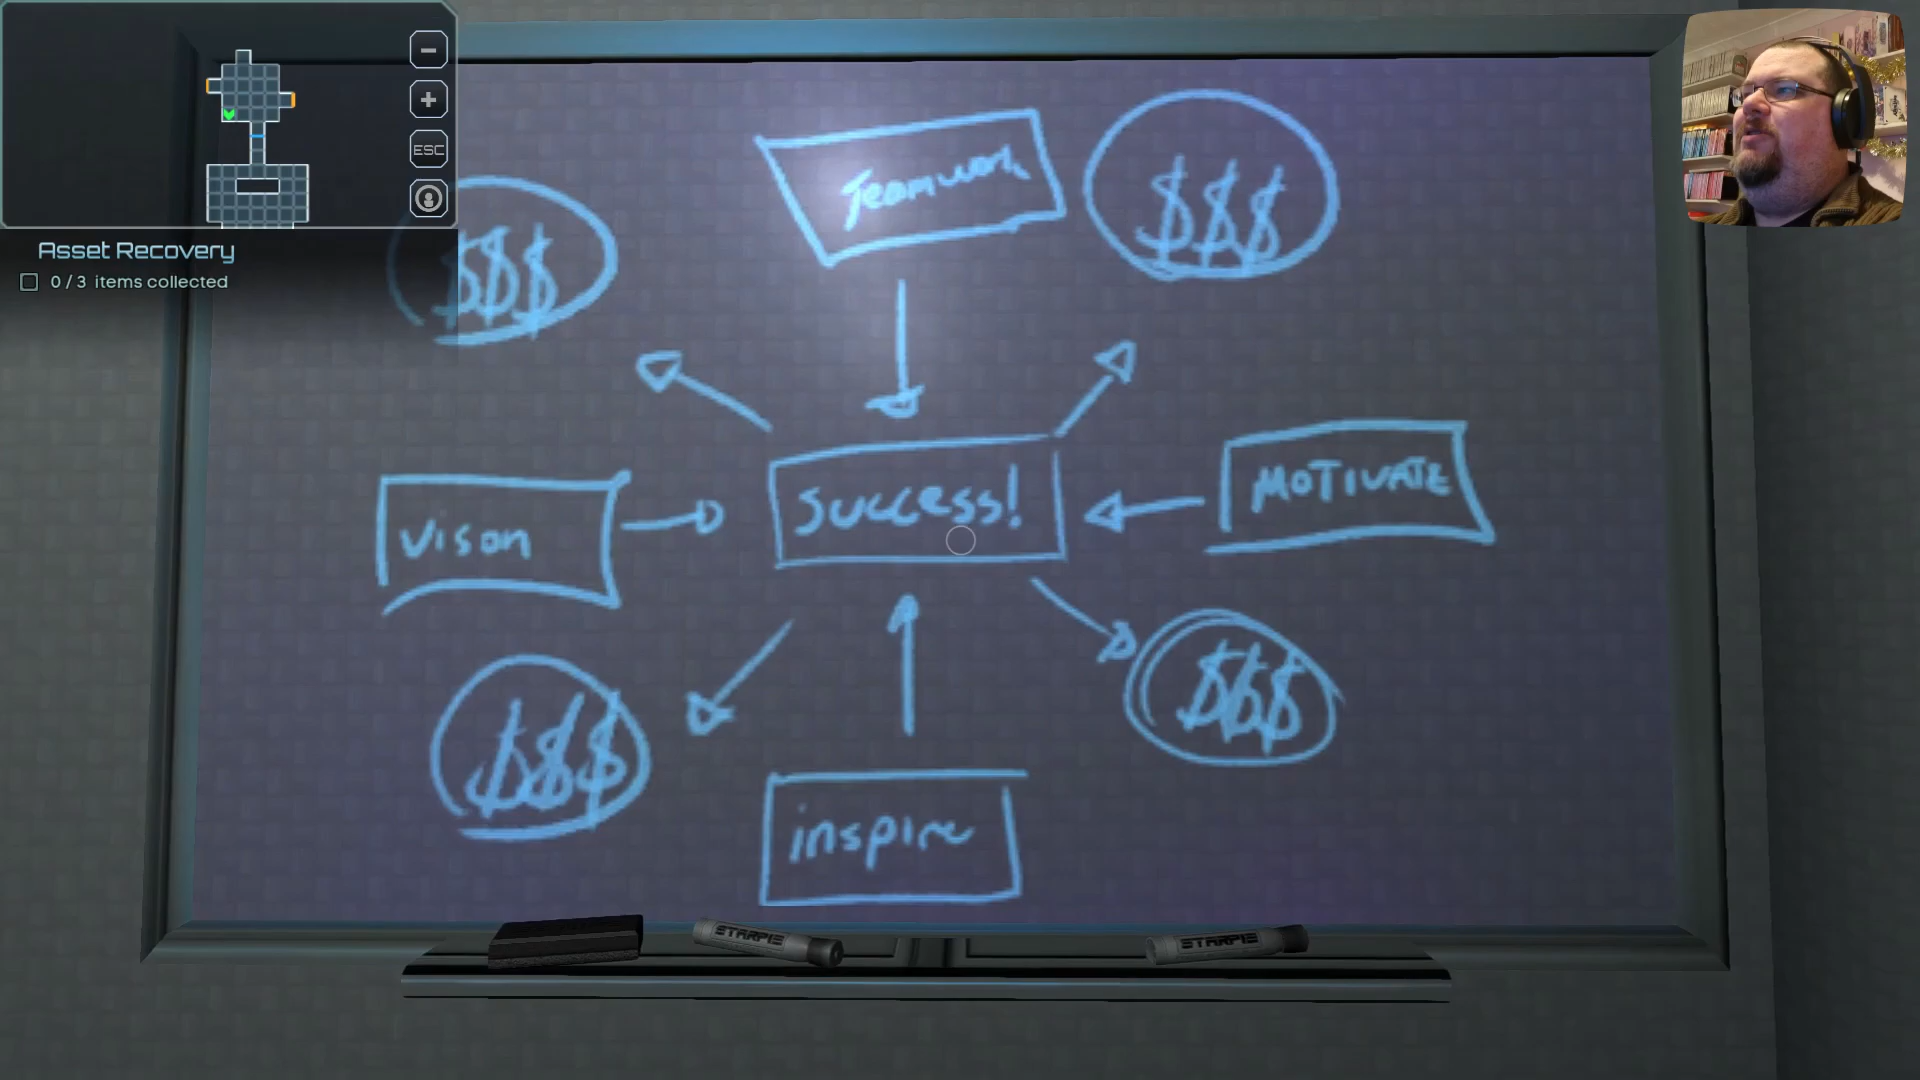 ESC
Asset Recovery
0 / 3 items collected
Teamwork
$$$
$$$
MOTIVATE
Success!
Vison
$$$
$$$
inspire
STARPIE
STARPIE